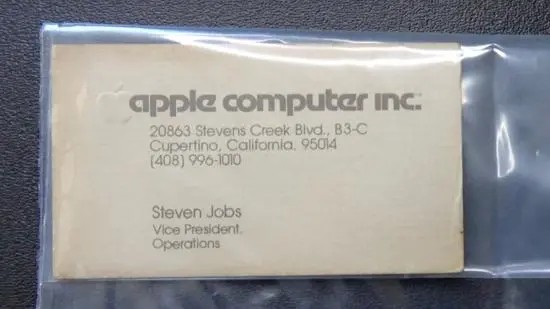 apple computer inc.™
20863 Stevens Creek Blvd., B3-C
Cupertino, California, 95014
(408) 996-1010
Steven Jobs
Vice President,
Operations